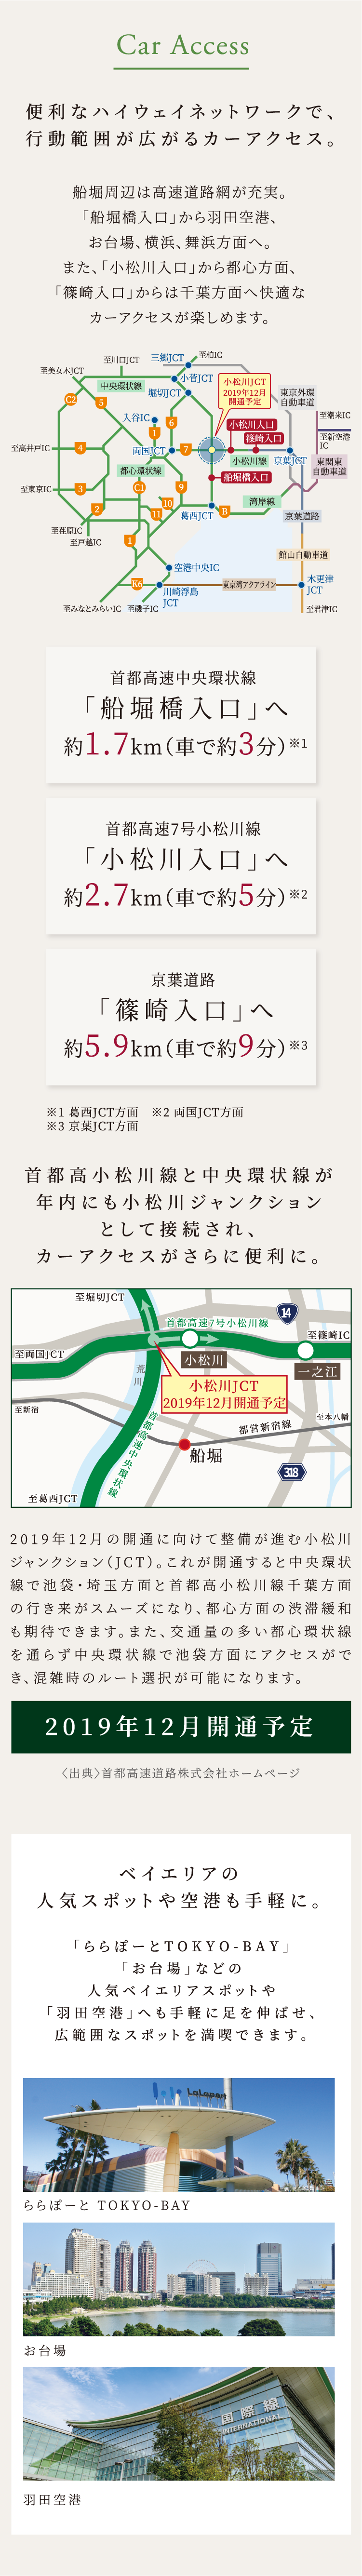 Car Access
便利なハイウェイネットワークで、
行動範囲が広がるカーアクセス。
船堀周辺は高速道路網が充実。
「船堀橋入口」から羽田空港、
お台場、横浜、舞浜方面へ。
また、「小松川入口」から都心方面、
「篠崎入口」からは千葉方面へ快適な
カーアクセスが楽しめます。
至川口JCT
三郷JCT
至柏IC
至美女木JCT
小菅JCT
中央環状線
堀切JCT
小松川JCT
2019年12月
開通予定
東京外環
自動車道
C2
5
入谷IC
1
6
小松川入口
篠崎入口
至潮来IC
至新空港
IC
至高井戸IC
4
両国JCT
7
小松川線
京葉JCT
東関東
自動車道
都心環状線
船堀橋入口
至東京IC
3
C1
9
湾岸線
2
10
11
葛西JCT
B
京葉道路
至荏原IC
至戸越IC
1
館山自動車道
空港中央IC
K6
川崎浮島
JCT
東京湾アクアライン
木更津
JCT
至みなとみらいIC
至磯子IC
至君津IC
首都高速中央環状線
「船堀橋入口」へ
約1.7km(車で約3分)※1
首都高速7号小松川線
「小松川入口」へ
約2.7km(車で約5分)※2
京葉道路
「篠崎入口」へ
約5.9km(車で約9分)※3
※1 葛西JCT方面　※2 両国JCT方面
※3 京葉JCT方面
首都高小松川線と中央環状線が
年内にも小松川ジャンクション
として接続され、
カーアクセスがさらに便利に。
至堀切JCT
14
首都高速7号小松川線
至篠崎IC
至両国JCT
小松川
一之江
荒川
小松川JCT
2019年12月開通予定
至新宿
至本八幡
都営新宿線
首都高速中央環状線
船堀
318
至葛西JCT
2019年12月の開通に向けて整備が進む小松川
ジャンクション(JCT)。これが開通すると中央環状
線で池袋・埼玉方面と首都高小松川線千葉方面
の行き来がスムーズになり、都心方面の渋滞緩和
も期待できます。また、交通量の多い都心環状線
を通らず中央環状線で池袋方面にアクセスがで
き、混雑時のルート選択が可能になります。
2019年12月開通予定
〈出典〉首都高速道路株式会社ホームページ
ベイエリアの
人気スポットや空港も手軽に。
「ららぽーとTOKYO-BAY」
「お台場」などの
人気ベイエリアスポットや
「羽田空港」へも手軽に足を伸ばせ、
広範囲なスポットを満喫できます。
LaLaport
ららぽーと TOKYO-BAY
お台場
国際線
INTERNATIONAL
羽田空港